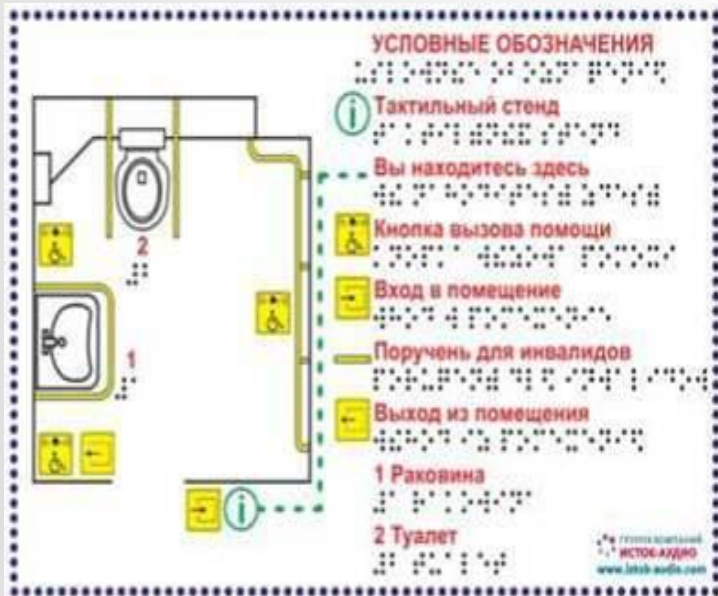 УСЛОВНЫЕ ОБОЗНАЧЕНИЯ
i Тактильный стенд
Вы находитесь здесь
Кнопка вызова помощи
Вход в помещение
Поручень для инвалидов
Выход из помещения
1 Раковина
2 Туалет
2
1
i
ИСТОК-АУДИО
www.istok-audio.com